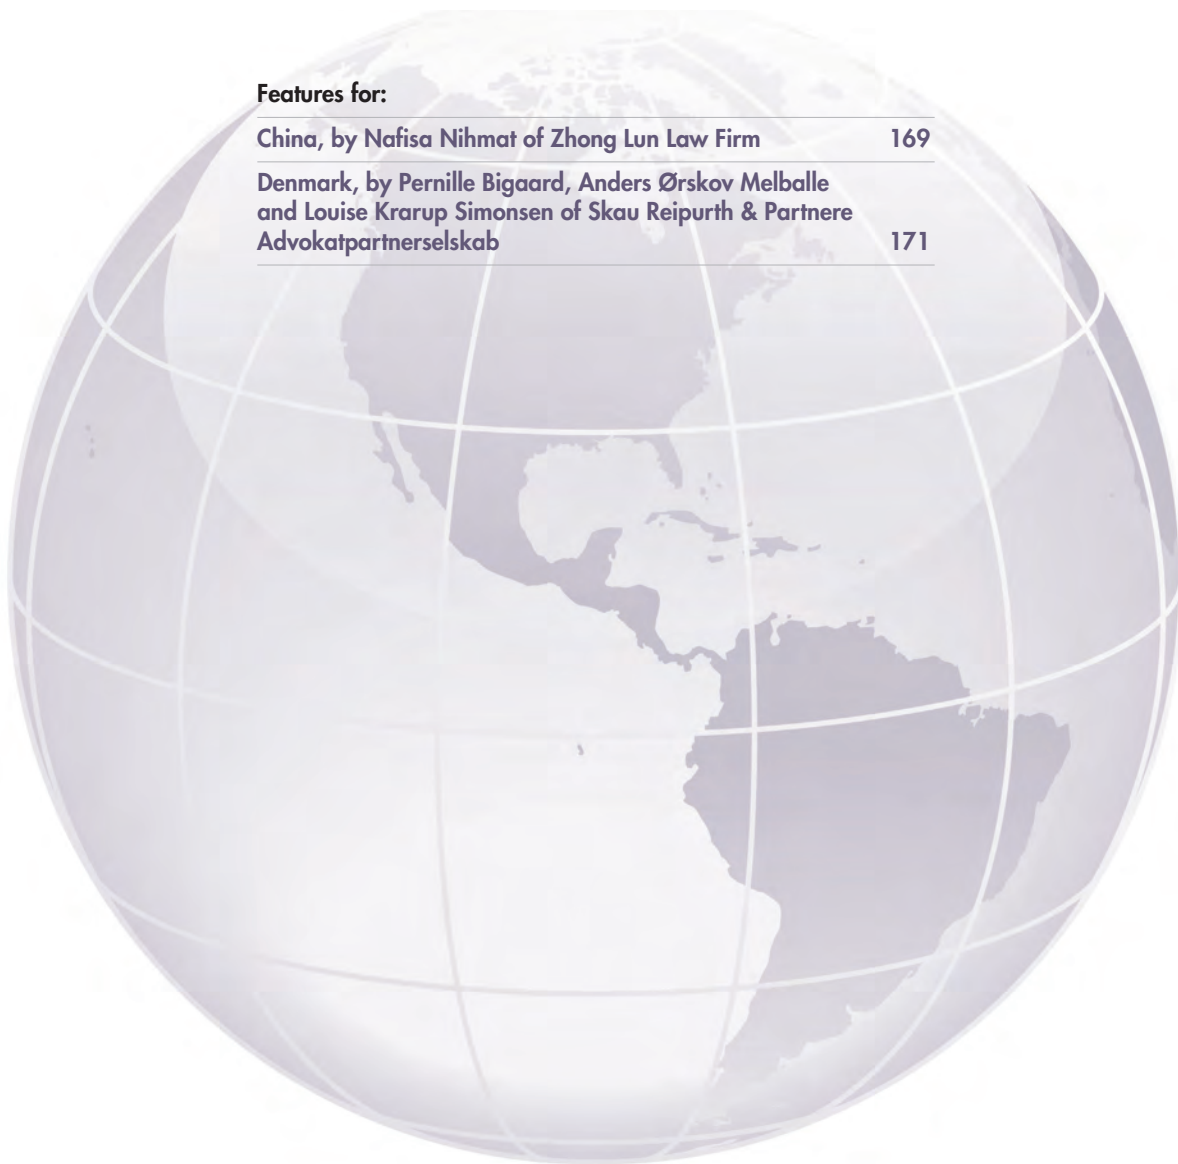 Features for:
China, by Nafisa Nihmat of Zhong Lun Law Firm 169
Denmark, by Pernille Bigaard, Anders Ørskov Melballe
and Louise Krarup Simonsen of Skau Reipurth & Partnere
Advokatpartnerselskab 171